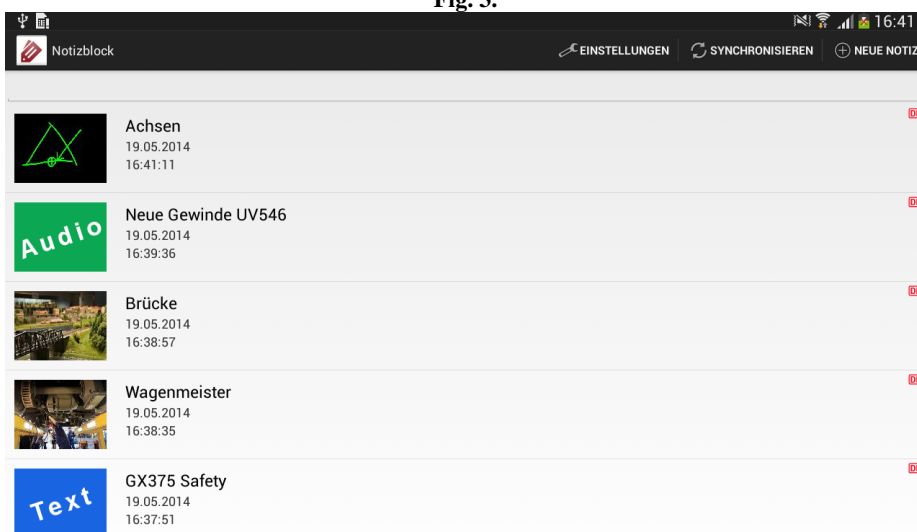 Fig. 3.
16:41
Notizblock
EINSTELLUNGEN
SYNCHRONISIEREN
NEUE NOTIZ
Achsen
19.05.2014
16:41:11
Audio
Neue Gewinde UV546
19.05.2014
16:39:36
Brücke
19.05.2014
16:38:57
Wagenmeister
19.05.2014
16:38:35
Text
GX375 Safety
19.05.2014
16:37:51